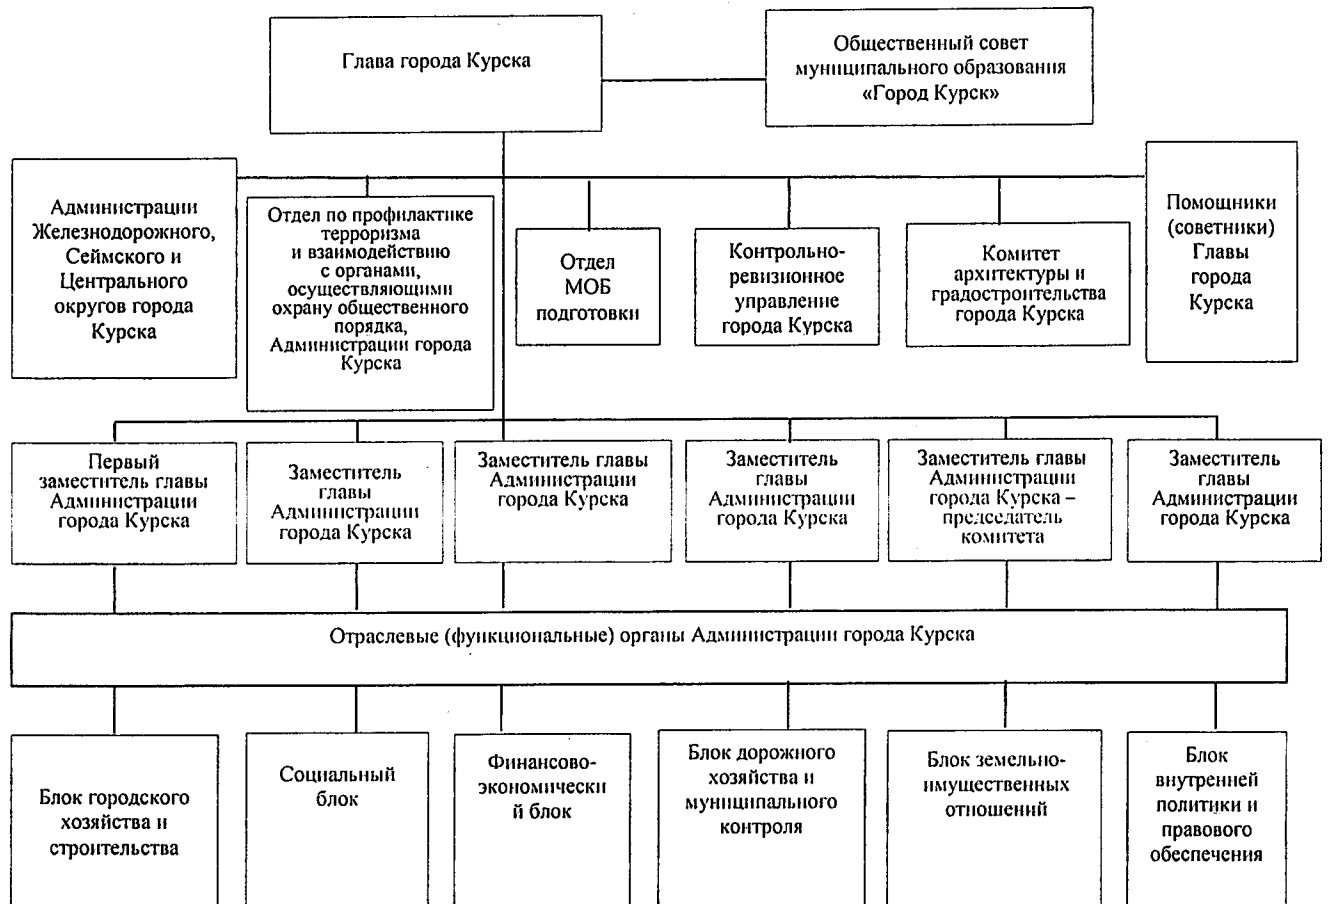 Глава города Курска
Общественный совет
муниципального образования
«Город Курск»
Администрации
Железнодорожного,
Сеймского и
Центрального
округов города
Курска
Отдел по профилактике
терроризма
и взаимодействию
с органами,
осуществляющими
охрану общественного
порядка,
Администрации города
Курска
Отдел
МОБ
подготовки
Контрольно-
ревизионное
управление
города Курска
Комитет
архитектуры и
градостроительства
города Курска
Помощники
(советники)
Главы
города
Курска
Первый
заместитель главы
Администрации
города Курска
Заместитель
главы
Администрации
города Курска
Заместитель главы
Администрации
города Курска
Заместитель
главы
Администрации
города Курска
Заместитель главы
Администрации
города Курска –
председатель
комитета
Заместитель
главы
Администрации
города Курска
Отраслевые (функциональные) органы Администрации города Курска
Блок городского
хозяйства и
строительства
Социальный
блок
Финансово-
экономически
й блок
Блок дорожного
хозяйства и
муниципального
контроля
Блок земельно-
имущественных
отношений
Блок
внутренней
политики и
правового
обеспечения